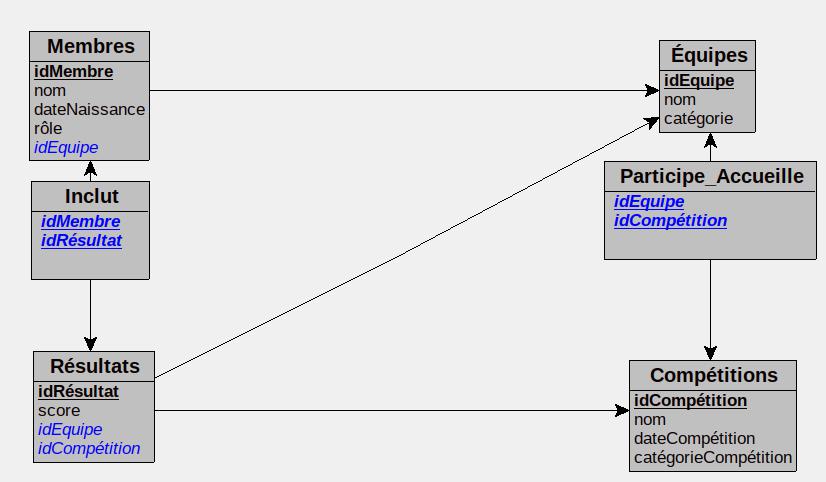 Membres
idMembre
nom
dateNaissance
rôle
idEquipe
Équipes
idEquipe
nom
catégorie
Inclut
idMembre
idRésultat
Participe_Accueille
idEquipe
idCompétition
Résultats
idRésultat
score
idEquipe
idCompétition
Compétitions
idCompétition
nom
dateCompétition
catégorieCompétition